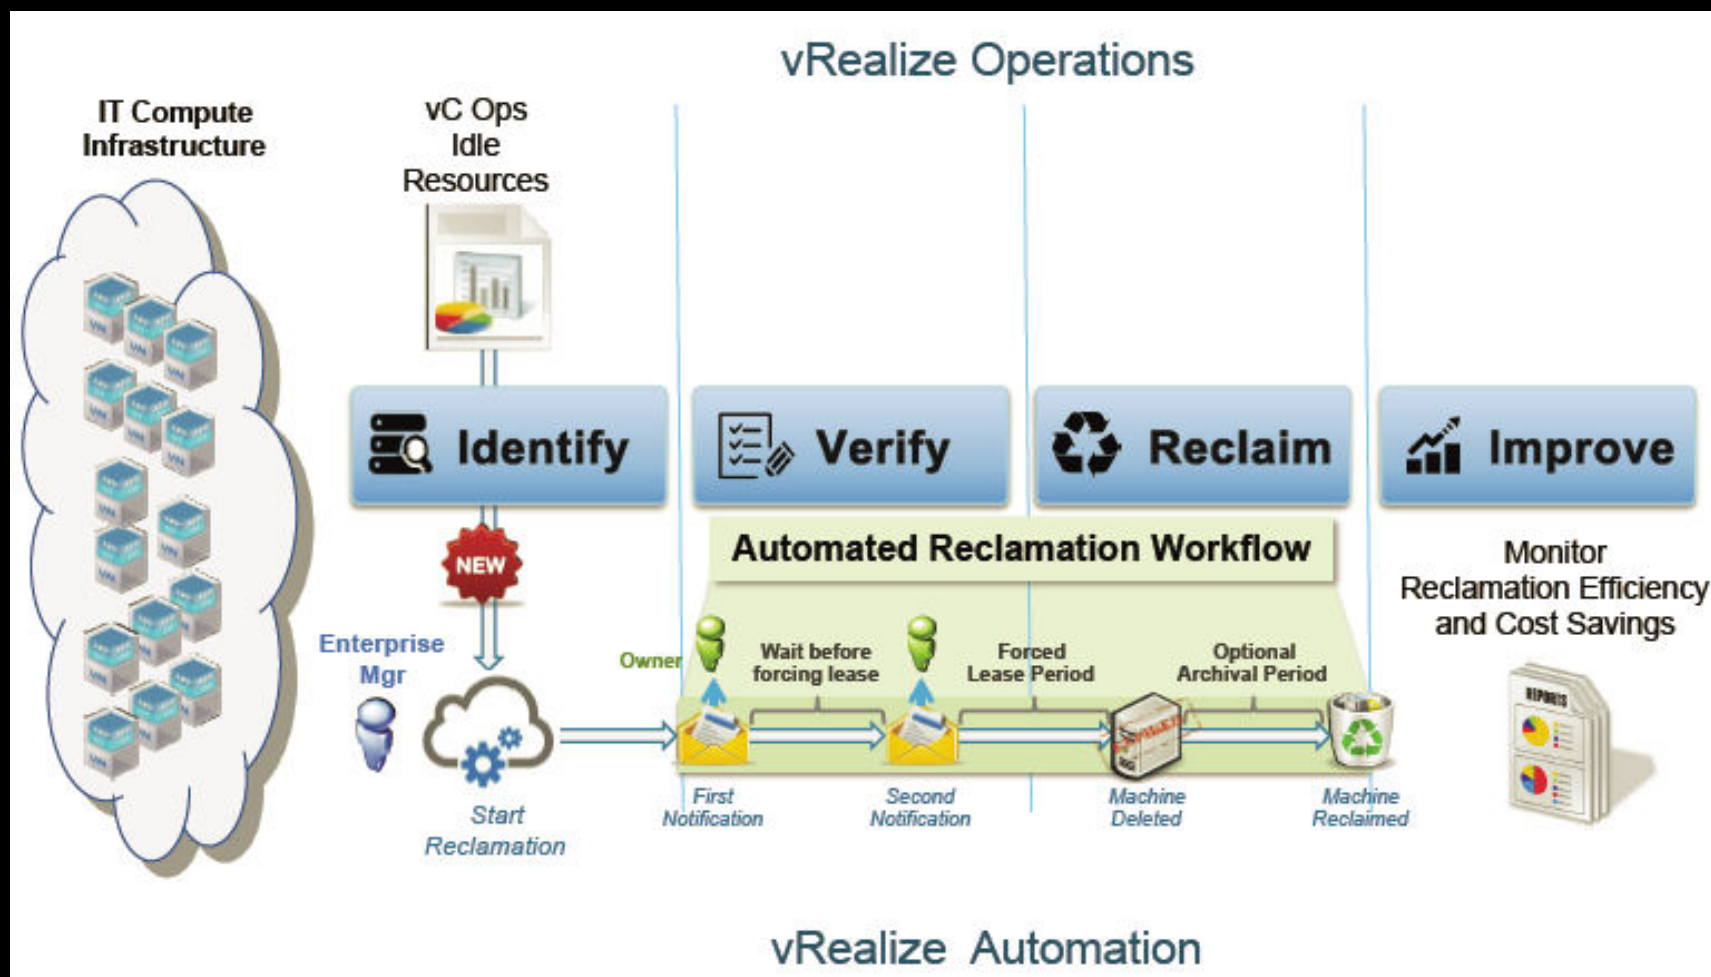 vRealize Operations
IT Compute
Infrastructure
vC Ops
Idle
Resources
Identify
Verify
Reclaim
Improve
NEW
Automated Reclamation Workflow
Monitor
Reclamation Efficiency
and Cost Savings
Enterprise
Mgr
Owner
Wait before
forcing lease
Forced
Lease Period
Optional
Archival Period
REPORTS
Start
Reclamation
First
Notification
Second
Notification
Machine
Deleted
Machine
Reclaimed
vRealize Automation